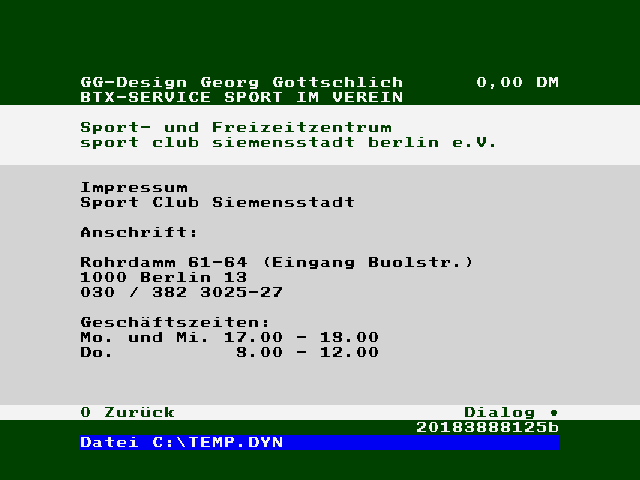 GG-Design Georg Gottschlich 0,00 DM
BTX-SERVICE SPORT IM VEREIN
Sport- und Freizeitzentrum
sport club siemensstadt berlin e.V.
Impressum
Sport Club Siemensstadt
Anschrift:
Rohrdamm 61-64 (Eingang Buolstr.)
1000 Berlin 13
030 / 382 3025-27
Geschäftszeiten:
Mo. und Mi. 17.00 - 18.00
Do. 9.00 - 12.00
0 Zurück Dialog •
20183888125b
Datei C:\TEMP.DYN